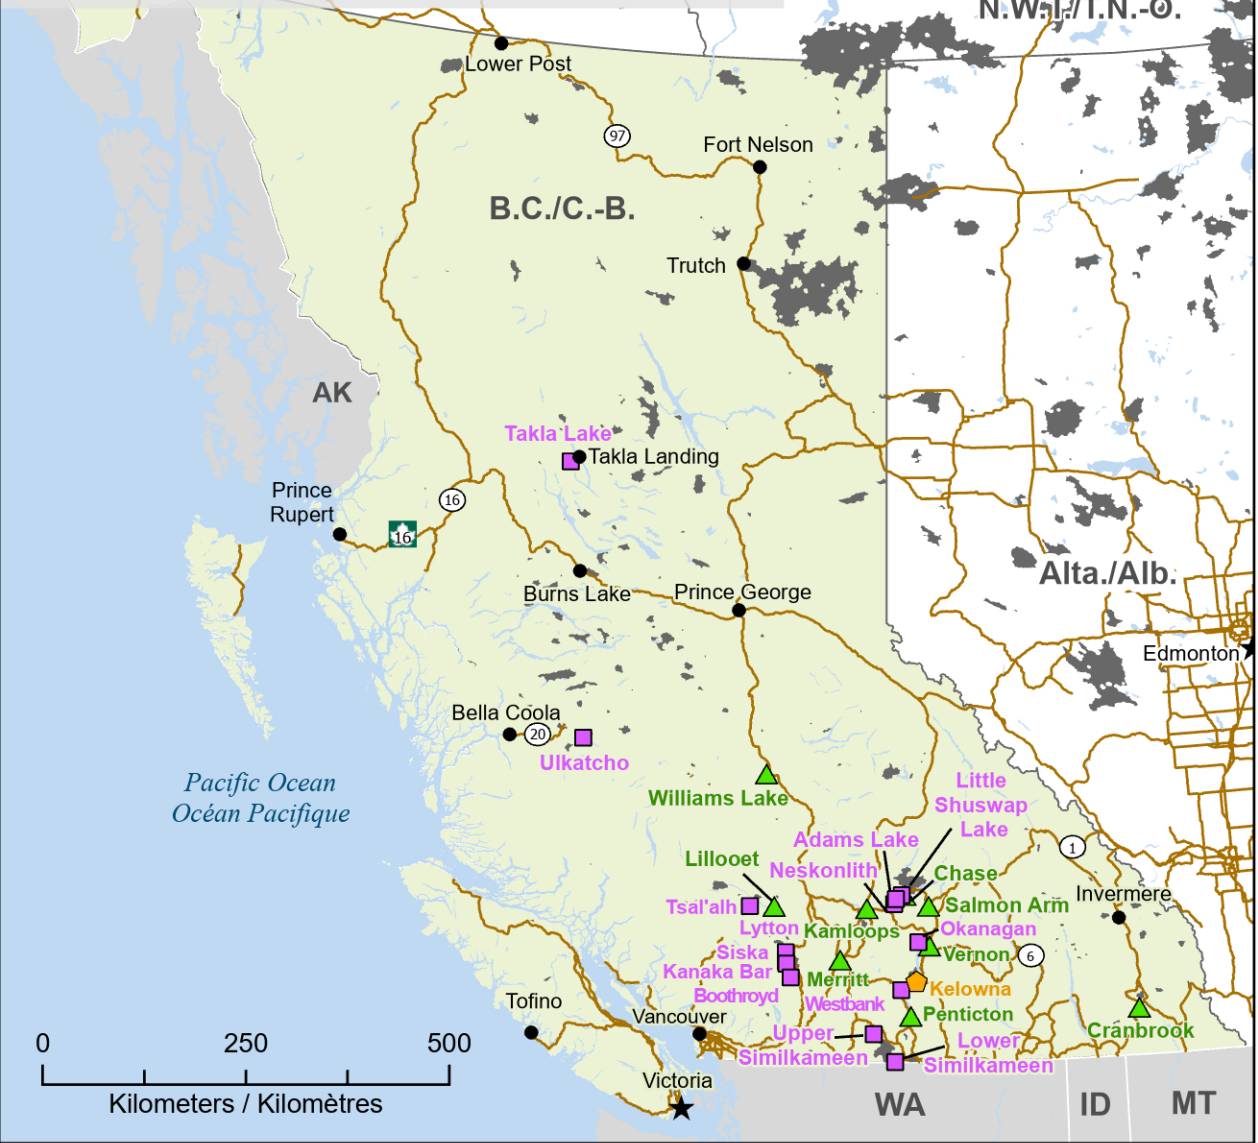 N.W.T./T.N.-O.
Lower Post
97
Fort Nelson
B.C./C.-B.
Trutch
AK
Takla Lake
Takla Landing
Prince
Rupert
16
16
Alta./Alb.
Burns Lake
Prince George
Edmonton
Bella Coola
20
Ulkatcho
Pacific Ocean
Océan Pacifique
Williams Lake
Little
Shuswap
Lake
Adams Lake
1
Lillooet
Neskonlith
Chase
Invermere
Tsal'alh
Salmon Arm
Lytton
Kamloops
Okanagan
Siska
Vernon
6
Kanaka Bar
Merritt
Boothroyd
Westbank
Kelowna
Tofino
Vancouver
Penticton
Cranbrook
Upper
Similkameen
Lower
Similkameen
0 250 500
Kilometers / Kilomètres
Victoria
WA
ID
MT